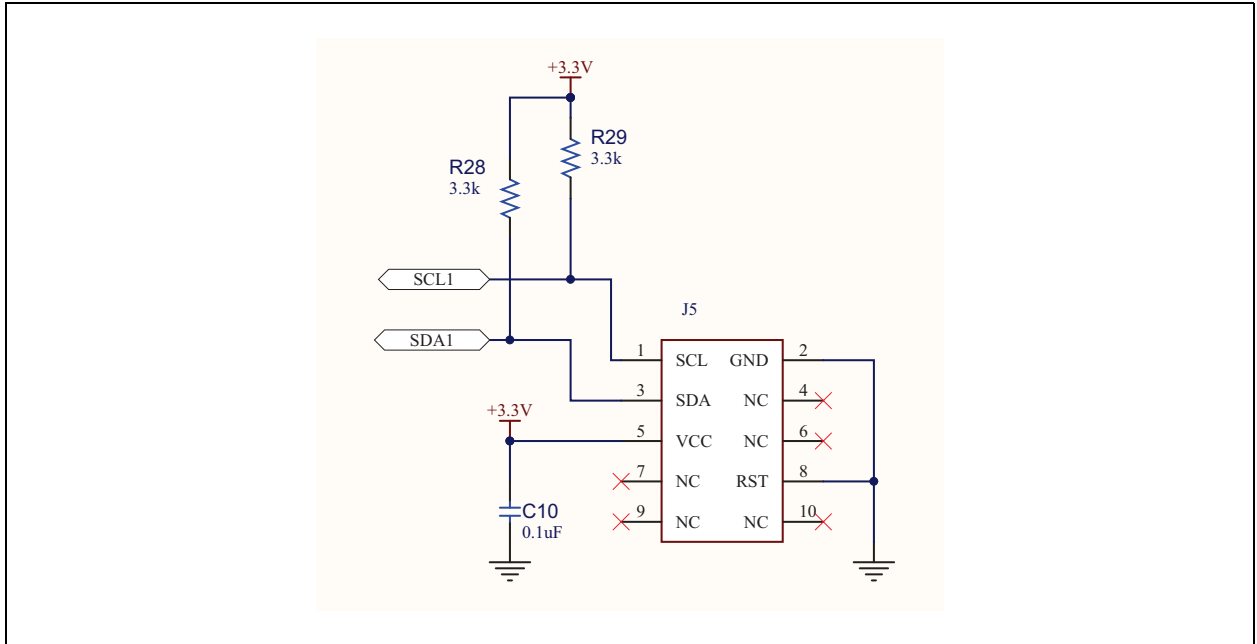 +3.3V
R29
3.3k
R28
3.3k
SCL1
J5
SDA1
1 SCL GND 2
3 SDA NC 4
+3.3V
5 VCC NC 6
7 NC RST 8
C10
9 NC NC 10
0.1uF